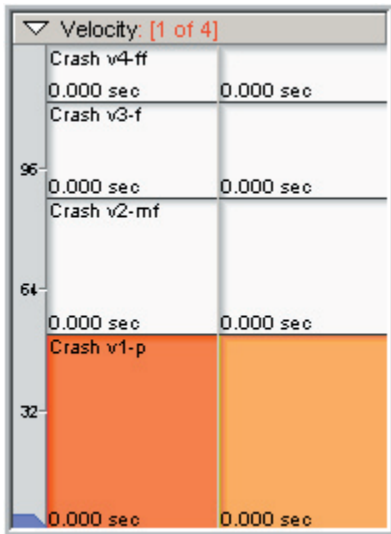 Velocity: [1 of 4]
Crash v4-ff
0.000 sec 0.000 sec
Crash v3-f
96
0.000 sec 0.000 sec
Crash v2-mf
64
0.000 sec 0.000 sec
Crash v1-p
32
0.000 sec 0.000 sec